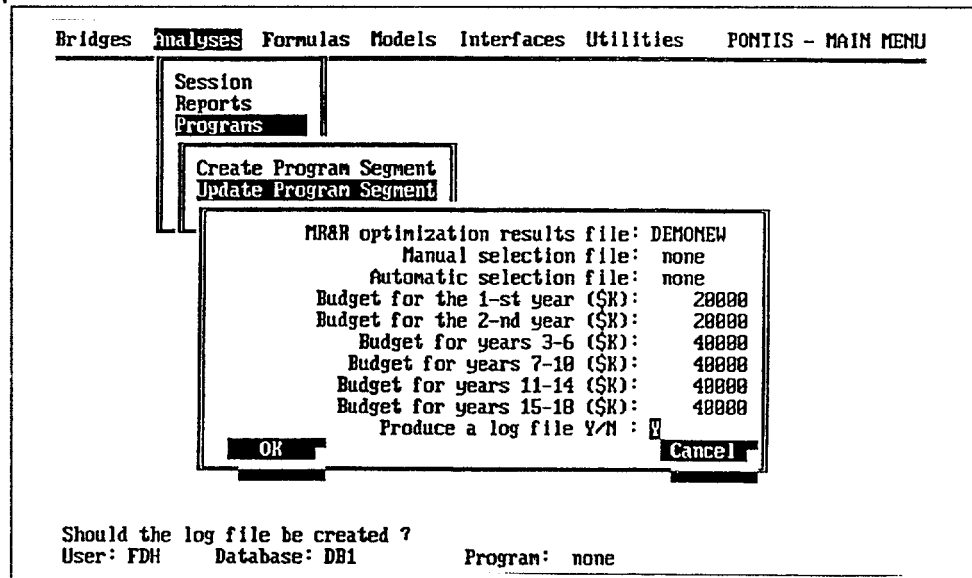 Bridges Analyses Formulas Models Interfaces Utilities PONTIS - MAIN MENU
Session
Reports
Programs
Create Program Segment
Update Program Segment
MR&R optimization results file: DEMONEW
Manual selection file: none
Automatic selection file: none
Budget for the 1-st year ($K): 20000
Budget for the 2-nd year ($K): 20000
Budget for years 3-6 ($K): 40000
Budget for years 7-10 ($K): 40000
Budget for years 11-14 ($K): 40000
Budget for years 15-18 ($K): 40000
Produce a log file Y/N : Y
OK Cancel
Should the log file be created ?
User: FDH Database: DB1 Program: none